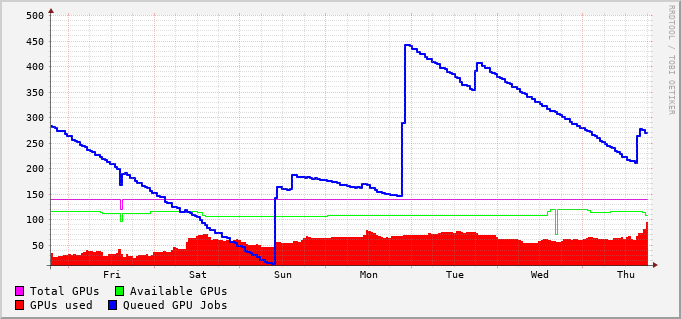 500
450
400
350
300
250
200
150
100
50
Fri Sat Sun Mon Tue Wed Thu
Total GPUs Available GPUs
GPUs used Queued GPU Jobs
RRDTOOL / TOBI OETIKER